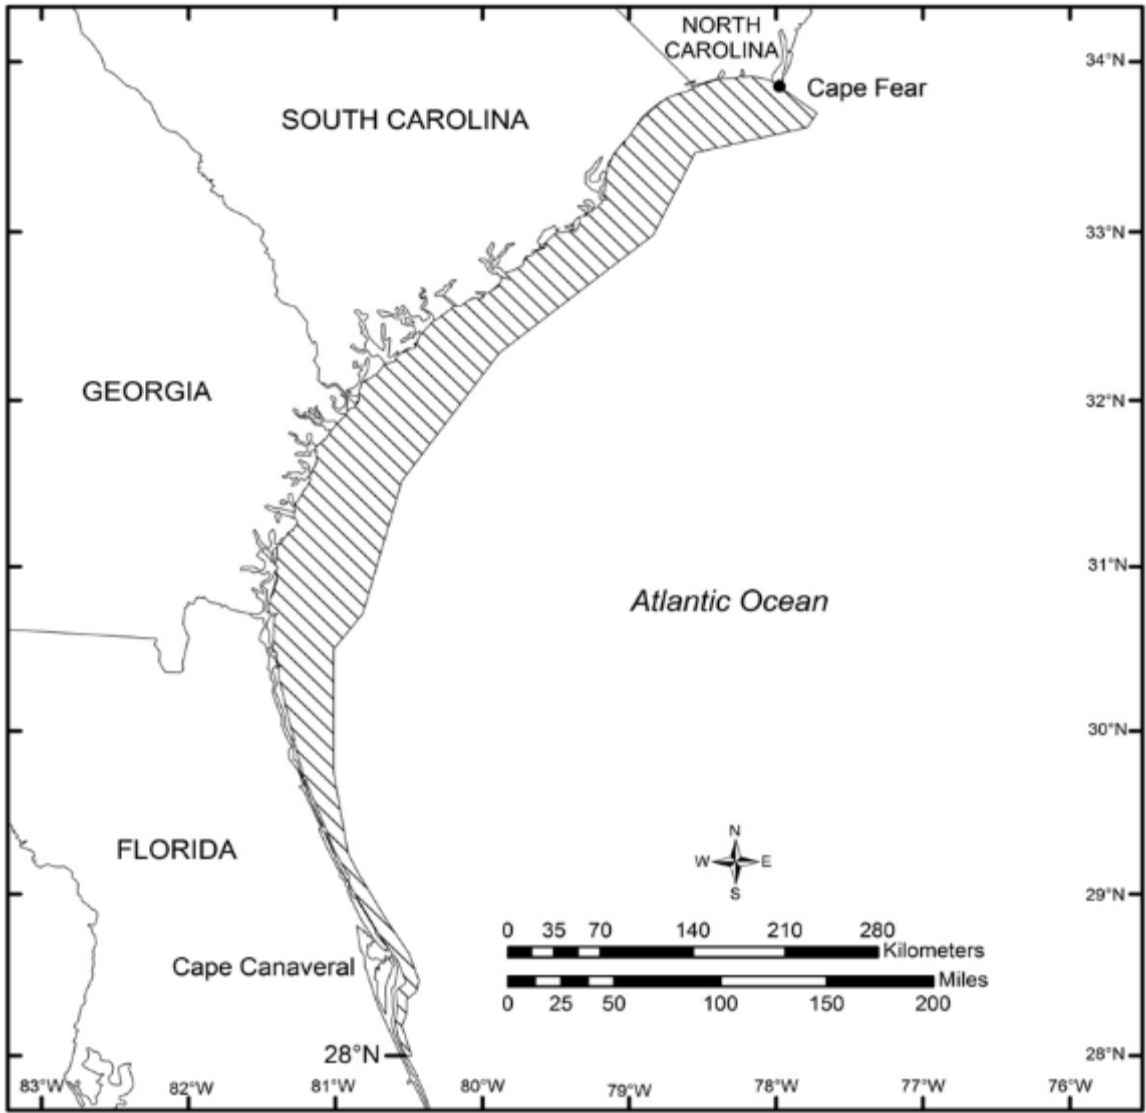 NORTH
CAROLINA
34°N
Cape Fear
SOUTH CAROLINA
33°N
GEORGIA
32°N
31°N
Atlantic Ocean
30°N
N
W E
S
FLORIDA
29°N
0 35 70 140 210 280
Kilometers
Cape Canaveral
Miles
0 25 50 100 150 200
28°N
28°N
83°W 82°W 81°W 80°W 79°W 78°W 77°W 76°W